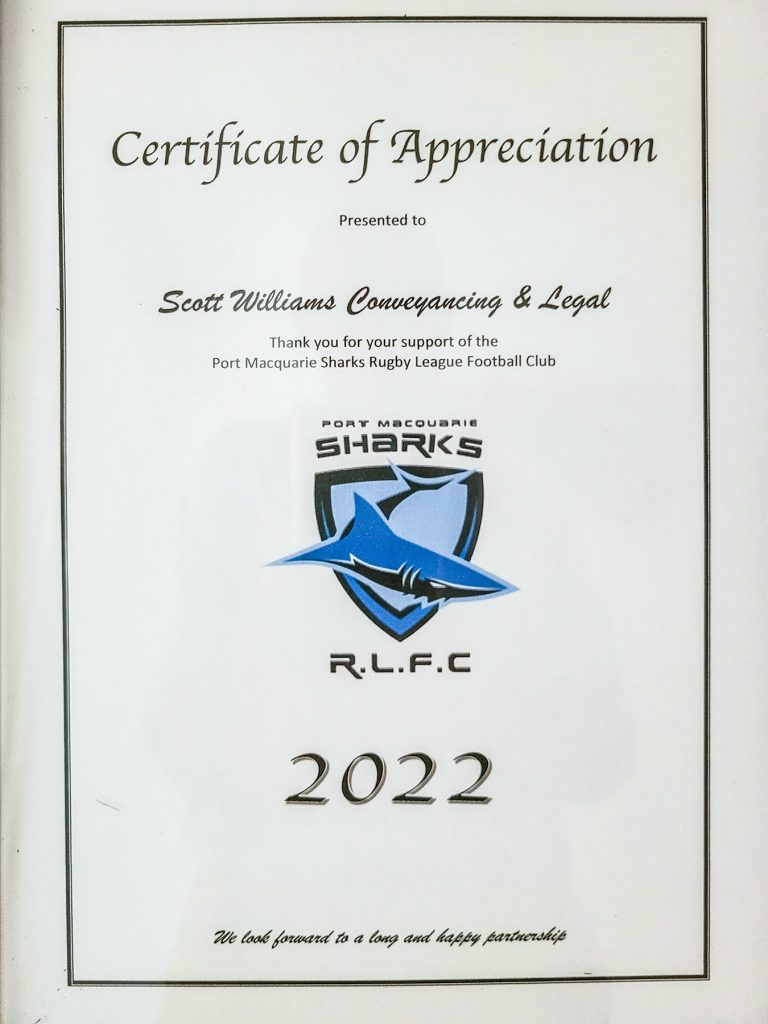 Certificate of Appreciation
Presented to
Scott Williams Conveyancing & Legal
Thank you for your support of the
Port Macquarie Sharks Rugby League Football Club
PORT MACQUARIE
SHARKS
R.L.F.C
2022
We look forward to a long and happy partnership